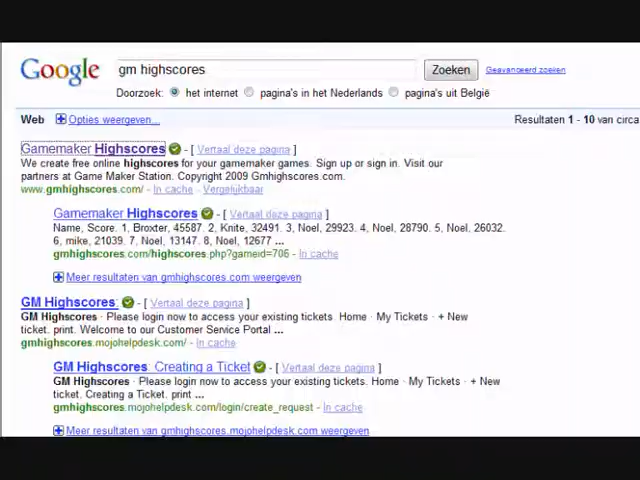 Google gm highscores Zoeken Geavanceerd zoeken
Doorzoek: het internet pagina's in het Nederlands pagina's uit België
Web Opties weergeven... Resultaten 1 - 10 van circa
Gamemaker Highscores - [ Vertaal deze pagina ]
We create free online highscores for your gamemaker games. Sign up or sign in. Visit our
partners at Game Maker Station. Copyright 2009 Gmhighscores.com.
www.gmhighscores.com/ - In cache - Vergelijkbaar
Gamemaker Highscores - [ Vertaal deze pagina ]
Name, Score. 1, Broxter, 45587. 2, Knite, 32491. 3, Noel, 29923. 4, Noel, 28790. 5, Noel, 26032.
6, mike, 21039. 7, Noel, 13147. 8, Noel, 12677 ...
gmhighscores.com/highscores.php?gameid=706 - In cache
Meer resultaten van gmhighscores.com weergeven
GM Highscores: - [ Vertaal deze pagina ]
GM Highscores · Please login now to access your existing tickets. Home · My Tickets · + New
ticket. print. Welcome to our Customer Service Portal ...
gmhighscores.mojohelpdesk.com/ - In cache
GM Highscores: Creating a Ticket - [ Vertaal deze pagina ]
GM Highscores · Please login now to access your existing tickets. Home · My Tickets · + New
ticket. Creating a Ticket. print ...
gmhighscores.mojohelpdesk.com/login/create_request - In cache
Meer resultaten van gmhighscores.mojohelpdesk.com weergeven